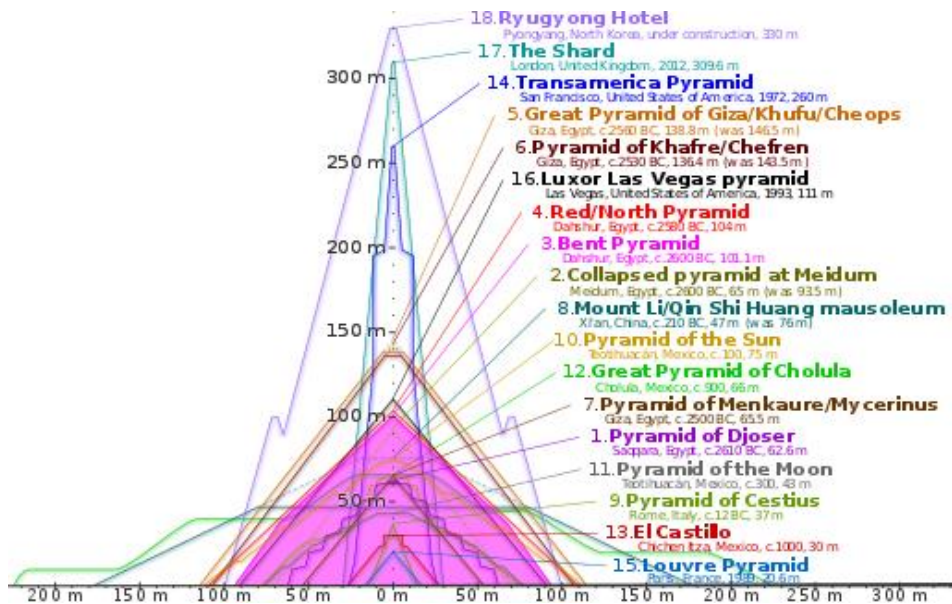 18.Ryugyong Hotel
Pyongyang, North Korea, under construction, 330 m
17.The Shard
London, United Kingdom, 2012, 309.6 m
300 m
14.Transamerica Pyramid
San Francisco, United States of America, 1972, 260 m
5.Great Pyramid of Giza/Khufu/Cheops
Giza, Egypt, c.2560 BC, 138.8 m (was 146.5 m)
6.Pyramid of Khafre/Chefren
Giza, Egypt, c.2530 BC, 136.4 m (was 143.5 m)
250 m
16.Luxor Las Vegas pyramid
Las Vegas, United States of America, 1993, 111 m
4.Red/North Pyramid
Dahshur, Egypt, c.2580 BC, 104 m
3.Bent Pyramid
Dahshur, Egypt, c.2600 BC, 101.1 m
200 m
2.Collapsed pyramid at Meidum
Meidum, Egypt, c.2600 BC, 65 m (was 93.5 m)
8.Mount Li/Qin Shi Huang mausoleum
Xi'an, China, c.210 BC, 47 m (was 76 m)
150 m
10.Pyramid of the Sun
Teotihuacán, Mexico, c.100, 75 m
12.Great Pyramid of Cholula
Cholula, Mexico, c.900, 66 m
7.Pyramid of Menkaure/Mycerinus
Giza, Egypt, c.2500 BC, 65.5 m
100 m
1.Pyramid of Djoser
Saqqara, Egypt, c.2610 BC, 62.6 m
11.Pyramid of the Moon
Teotihuacán, Mexico, c.300, 43 m
50 m
9.Pyramid of Cestius
Rome, Italy, c.12 BC, 37 m
13.El Castillo
Chichen Itza, Mexico, c.1000, 30 m
15.Louvre Pyramid
Paris, France, 1989, 20.6 m
200 m 150 m 100 m 50 m 0 m 50 m 100 m 150 m 200 m 250 m 300 m